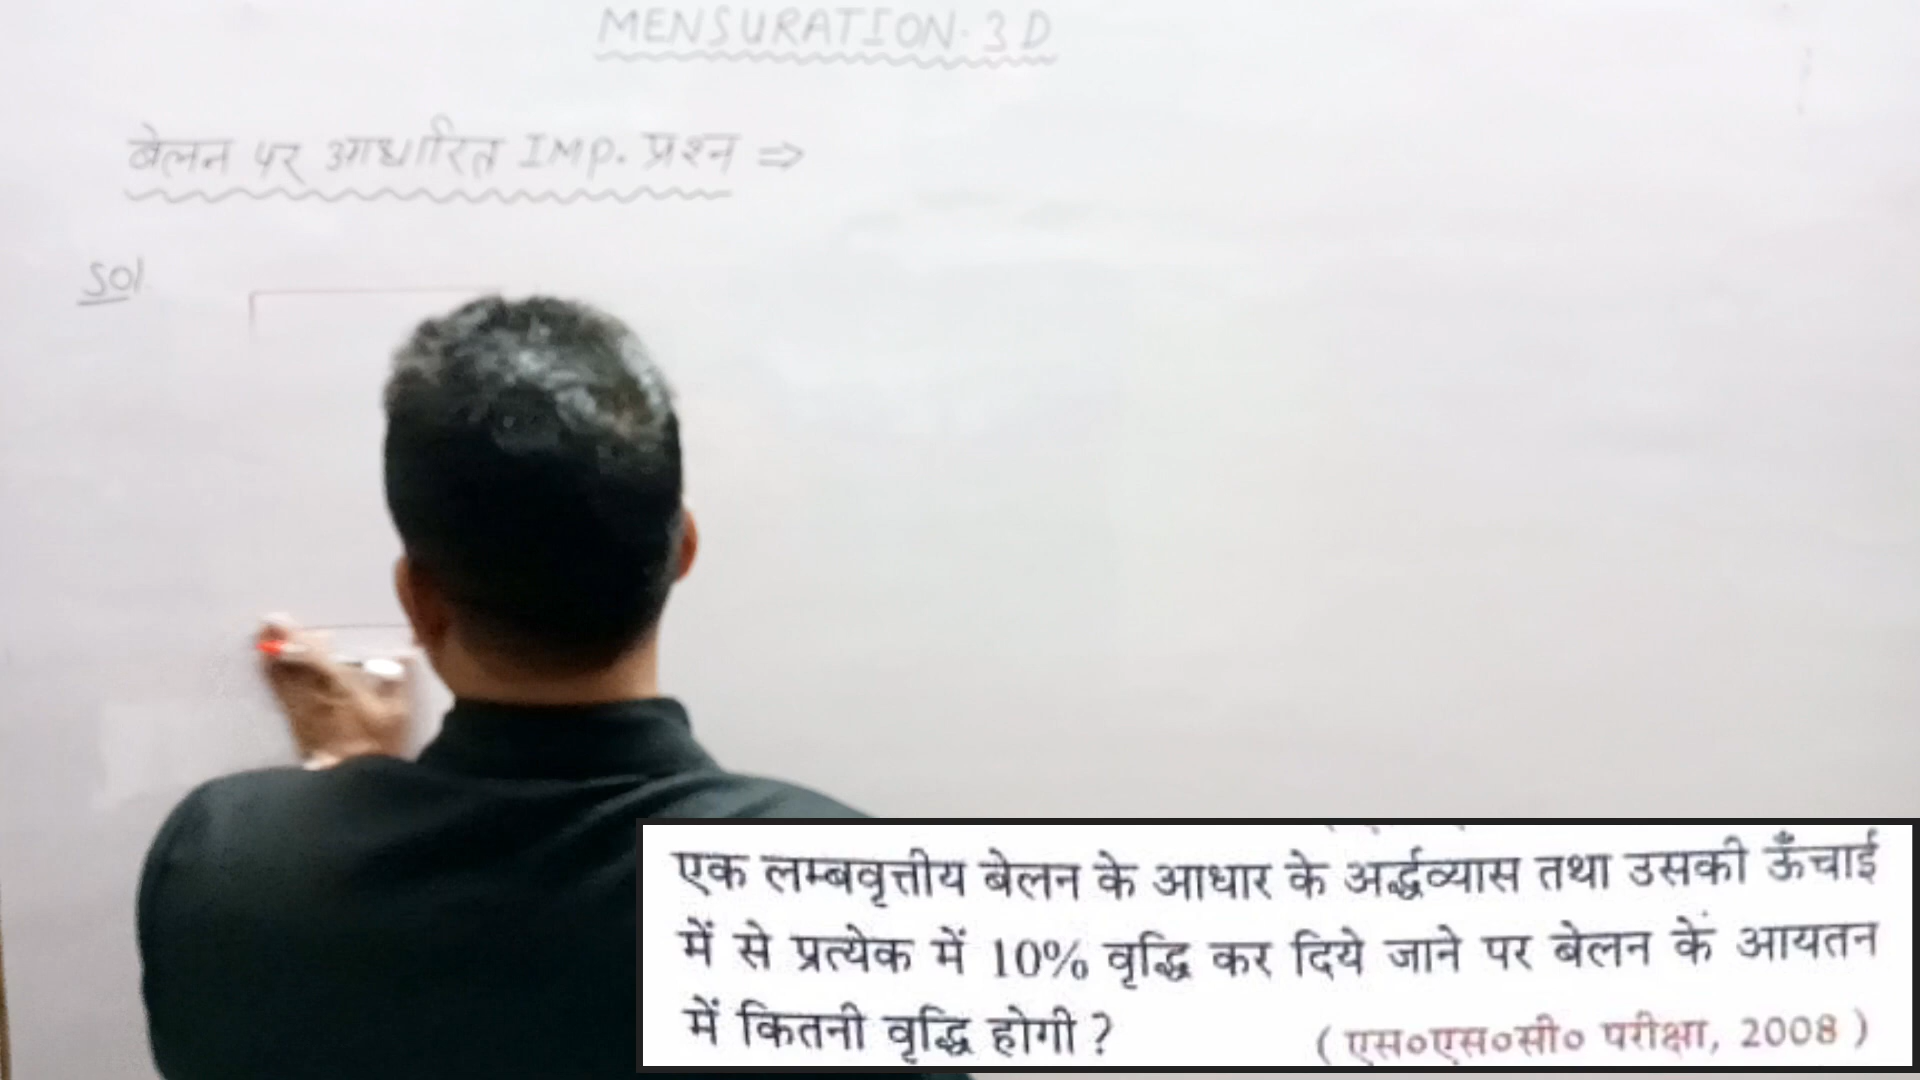 MENSURATION. 3D
बेलन पर आधारित IMP. प्रश्न ⇒
Sol
एक लम्बवृत्तीय बेलन के आधार के अर्द्धव्यास तथा उसकी ऊँचाई
में से प्रत्येक में 10% वृद्धि कर दिये जाने पर बेलन के आयतन
में कितनी वृद्धि होगी ?
( एस०एस०सी० परीक्षा, 2008 )